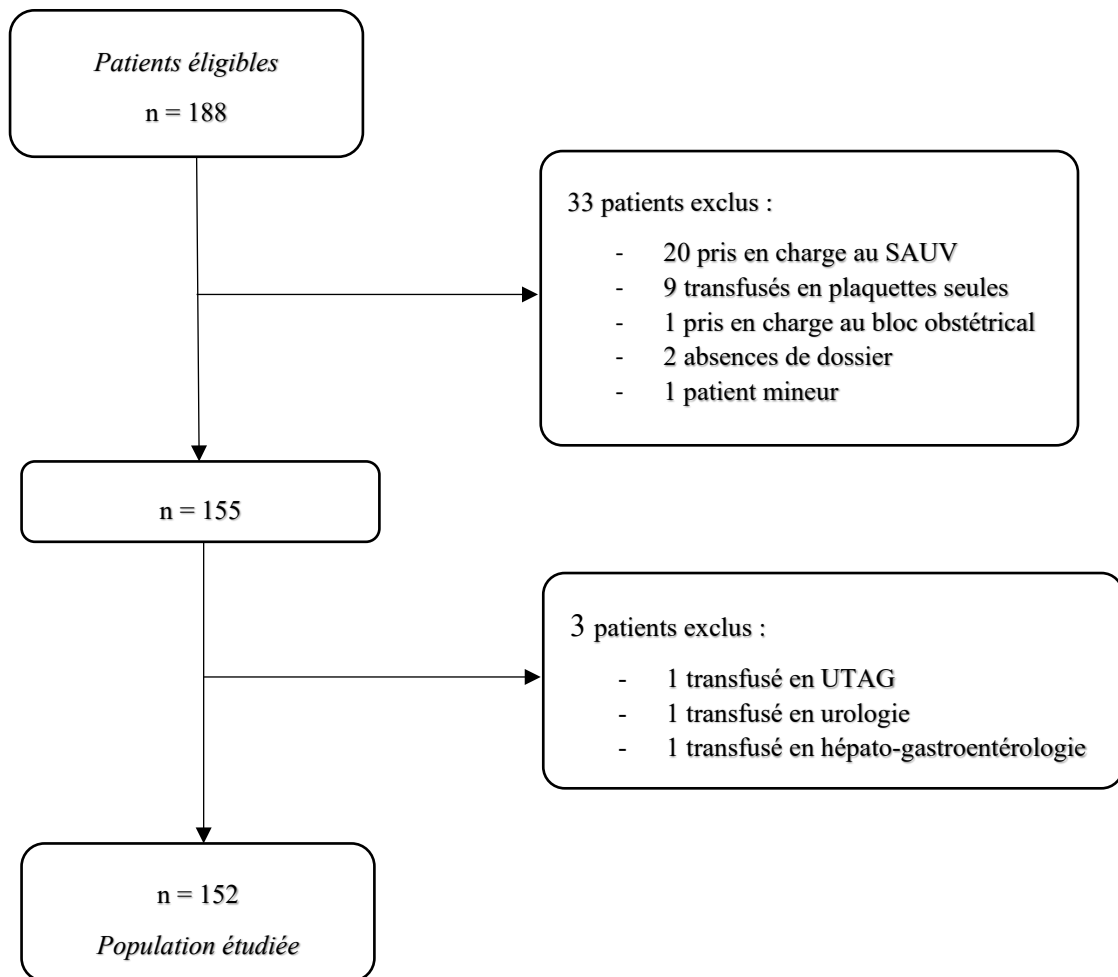 Patients éligibles
n = 188
33 patients exclus :
- 20 pris en charge au SAUV
- 9 transfusés en plaquettes seules
- 1 pris en charge au bloc obstétrical
- 2 absences de dossier
- 1 patient mineur
n = 155
3 patients exclus :
- 1 transfusé en UTAG
- 1 transfusé en urologie
- 1 transfusé en hépato-gastroentérologie
n = 152
Population étudiée